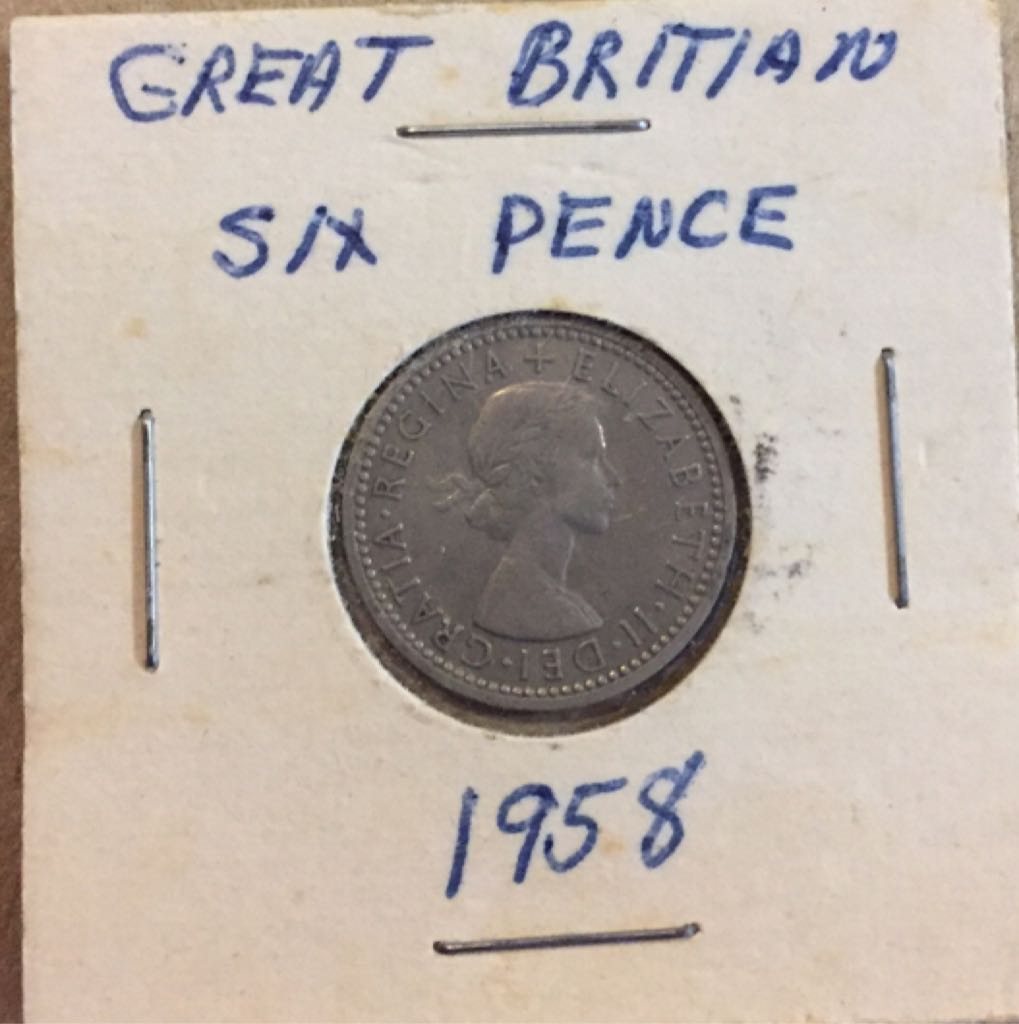 GREAT BRITIAN
SIX PENCE
+ ELIZABETH · II · DEI · GRATIA · REGINA
1958